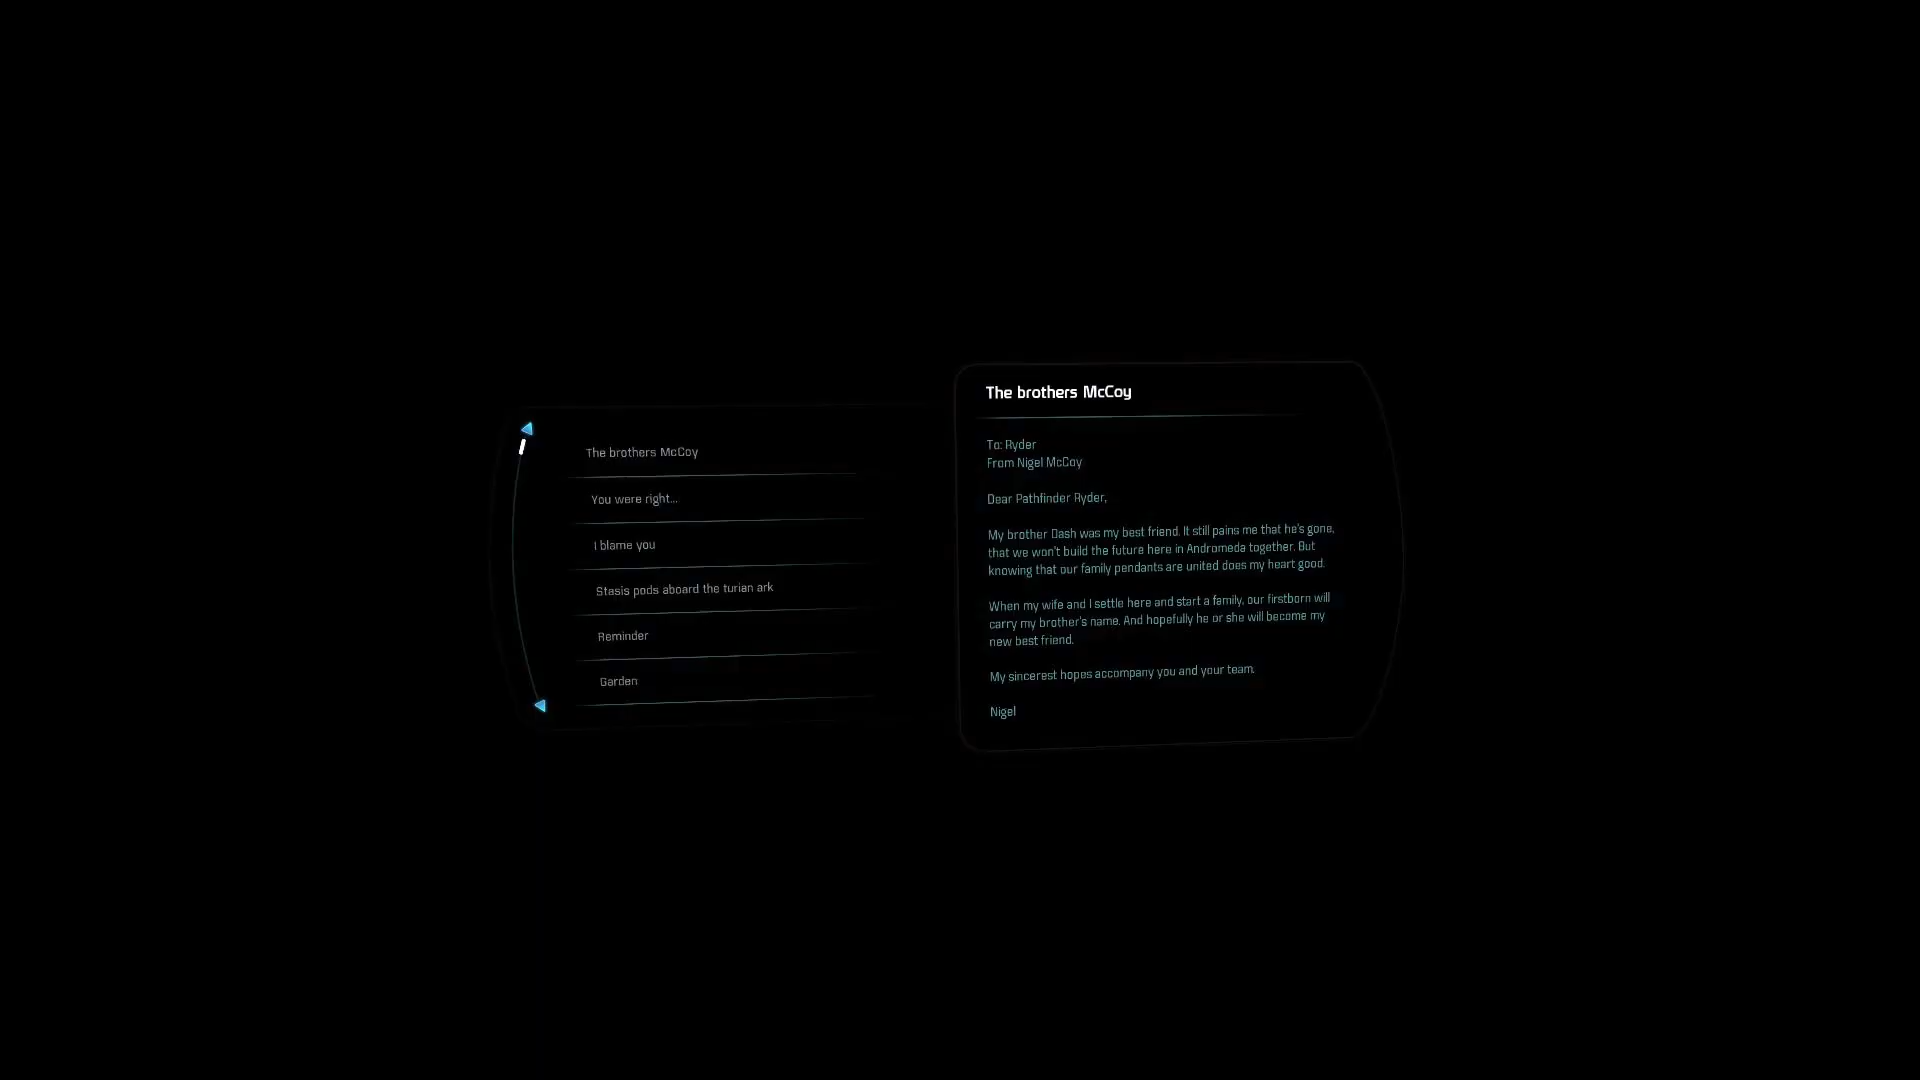 The brothers McCoy
You were right...
I blame you
Stasis pods aboard the turian ark
Reminder
Garden
The brothers McCoy
To: Ryder
From Nigel McCoy
Dear Pathfinder Ryder,
My brother Dash was my best friend. It still pains me that he's gone,
that we won't build the future here in Andromeda together. But
knowing that our family pendants are united does my heart good.
When my wife and I settle here and start a family, our firstborn will
carry my brother's name. And hopefully he or she will become my
new best friend.
My sincerest hopes accompany you and your team.
Nigel